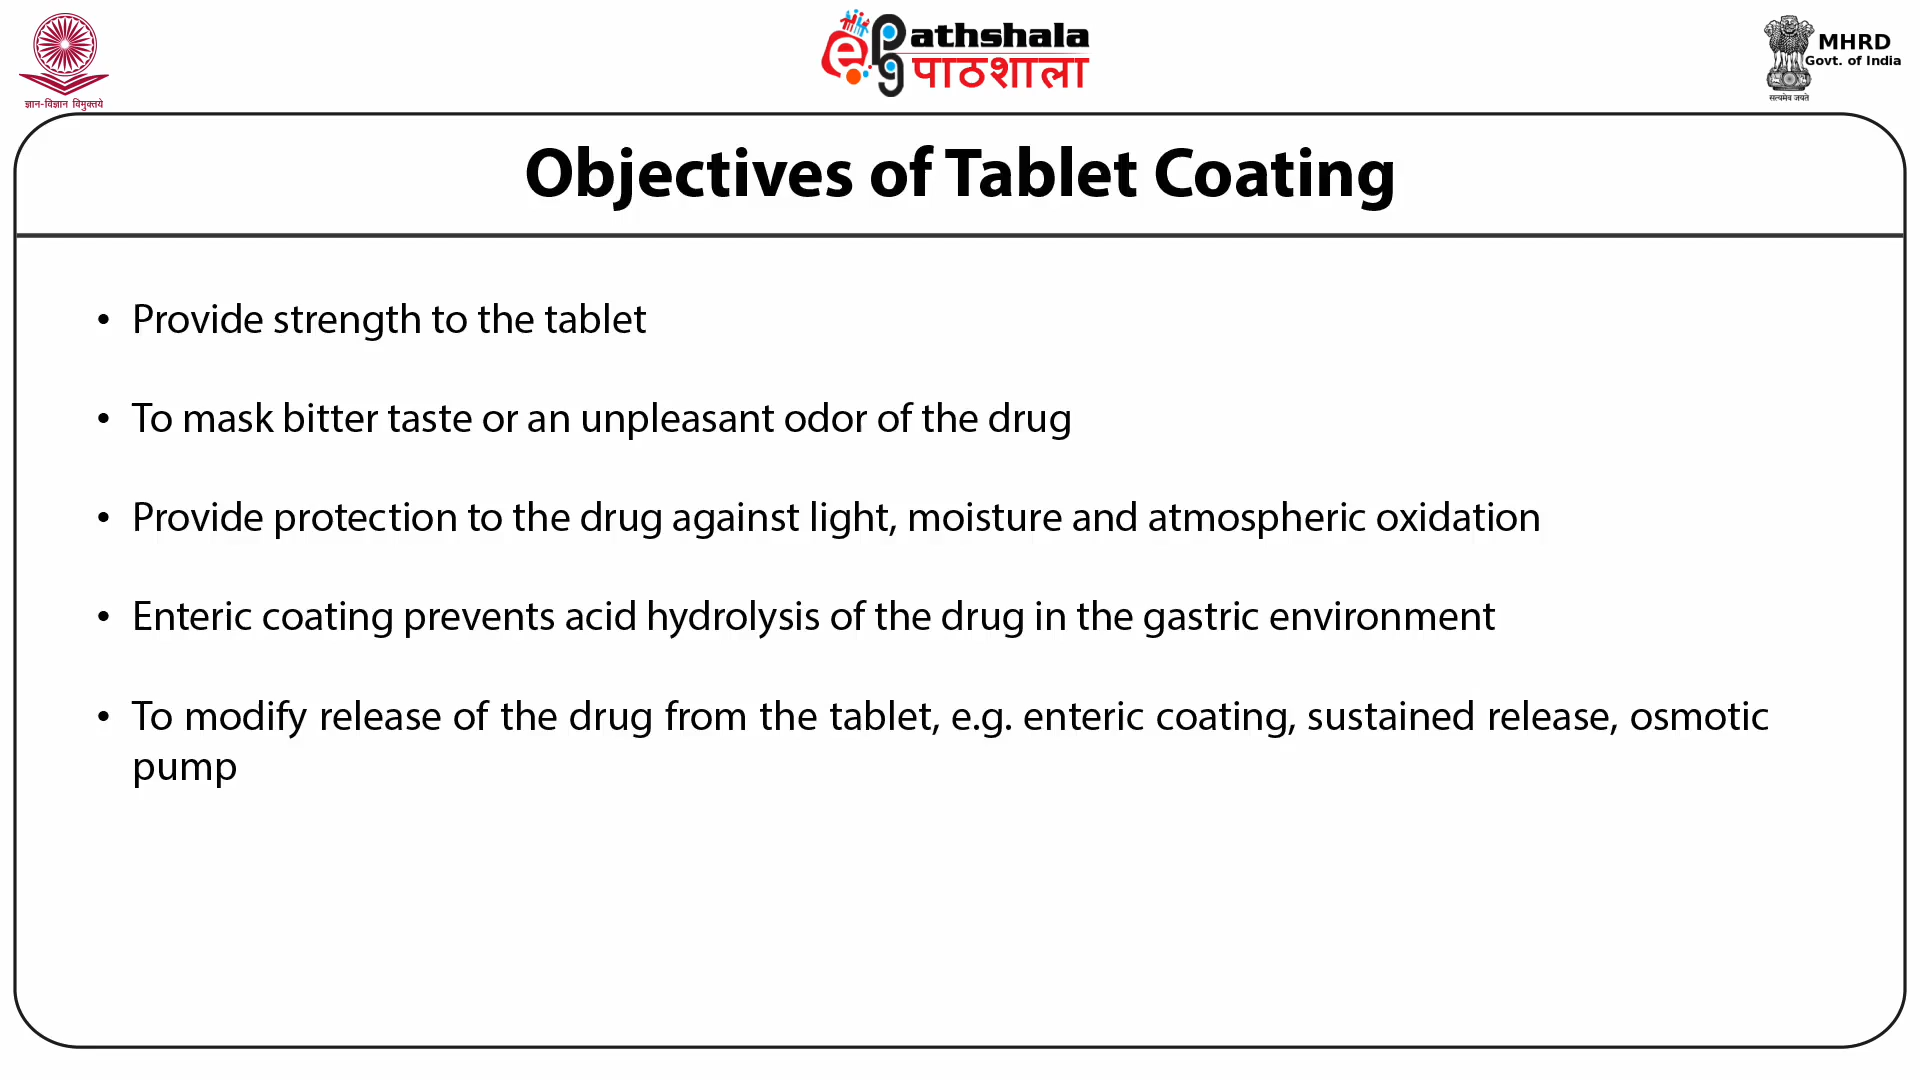 ज्ञान-विज्ञान विमुक्तये
e-PG Pathshala
पाठशाला
MHRD
Govt. of India
सत्यमेव जयते
Objectives of Tablet Coating
• Provide strength to the tablet
• To mask bitter taste or an unpleasant odor of the drug
• Provide protection to the drug against light, moisture and atmospheric oxidation
• Enteric coating prevents acid hydrolysis of the drug in the gastric environment
• To modify release of the drug from the tablet, e.g. enteric coating, sustained release, osmotic
pump